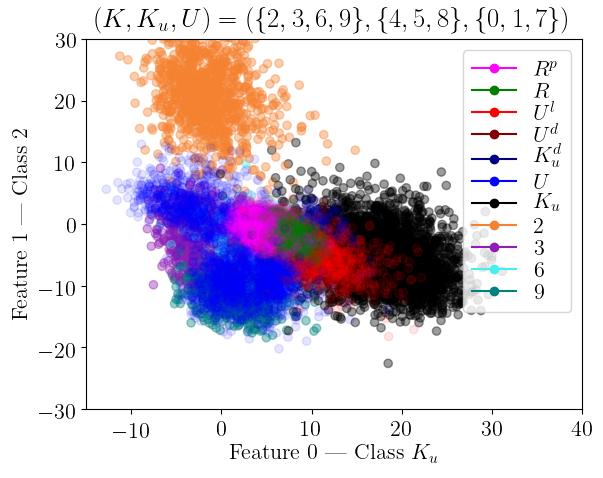 (K, K_u, U) = ({2, 3, 6, 9}, {4, 5, 8}, {0, 1, 7})
30
20
10
0
−10
−20
−30
Feature 1 — Class 2
R^p
R
U^l
U^d
K_u^d
U
K_u
2
3
6
9
−10 0 10 20 30 40
Feature 0 — Class K_u